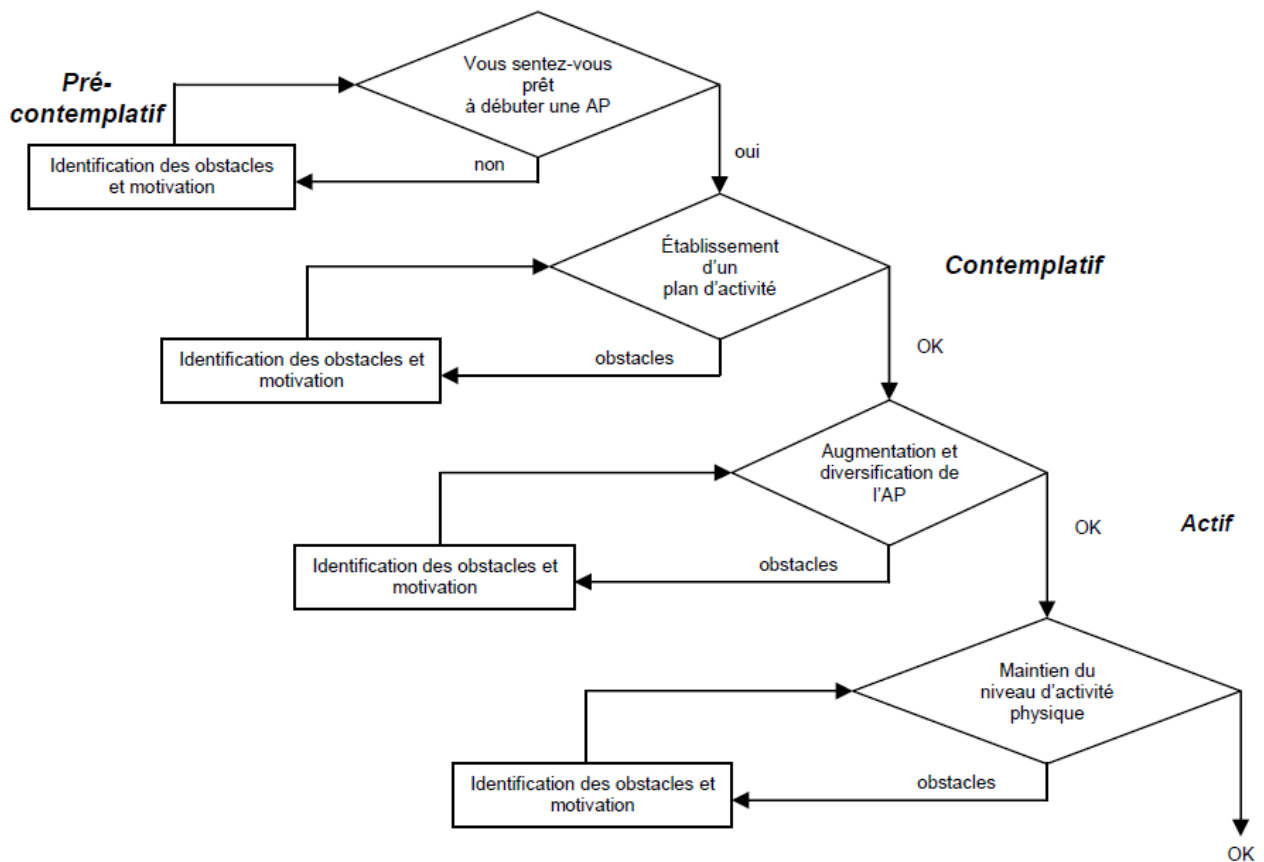 Vous sentez-vous
prêt
à débuter une AP
Pré-
contemplatif
Identification des obstacles
et motivation
non
oui
Établissement
d'un
plan d'activité
Contemplatif
Identification des obstacles et
motivation
obstacles
OK
Augmentation et
diversification de
l'AP
OK
Actif
Identification des obstacles et
motivation
obstacles
Maintien du
niveau d'activité
physique
Identification des obstacles et
motivation
obstacles
OK